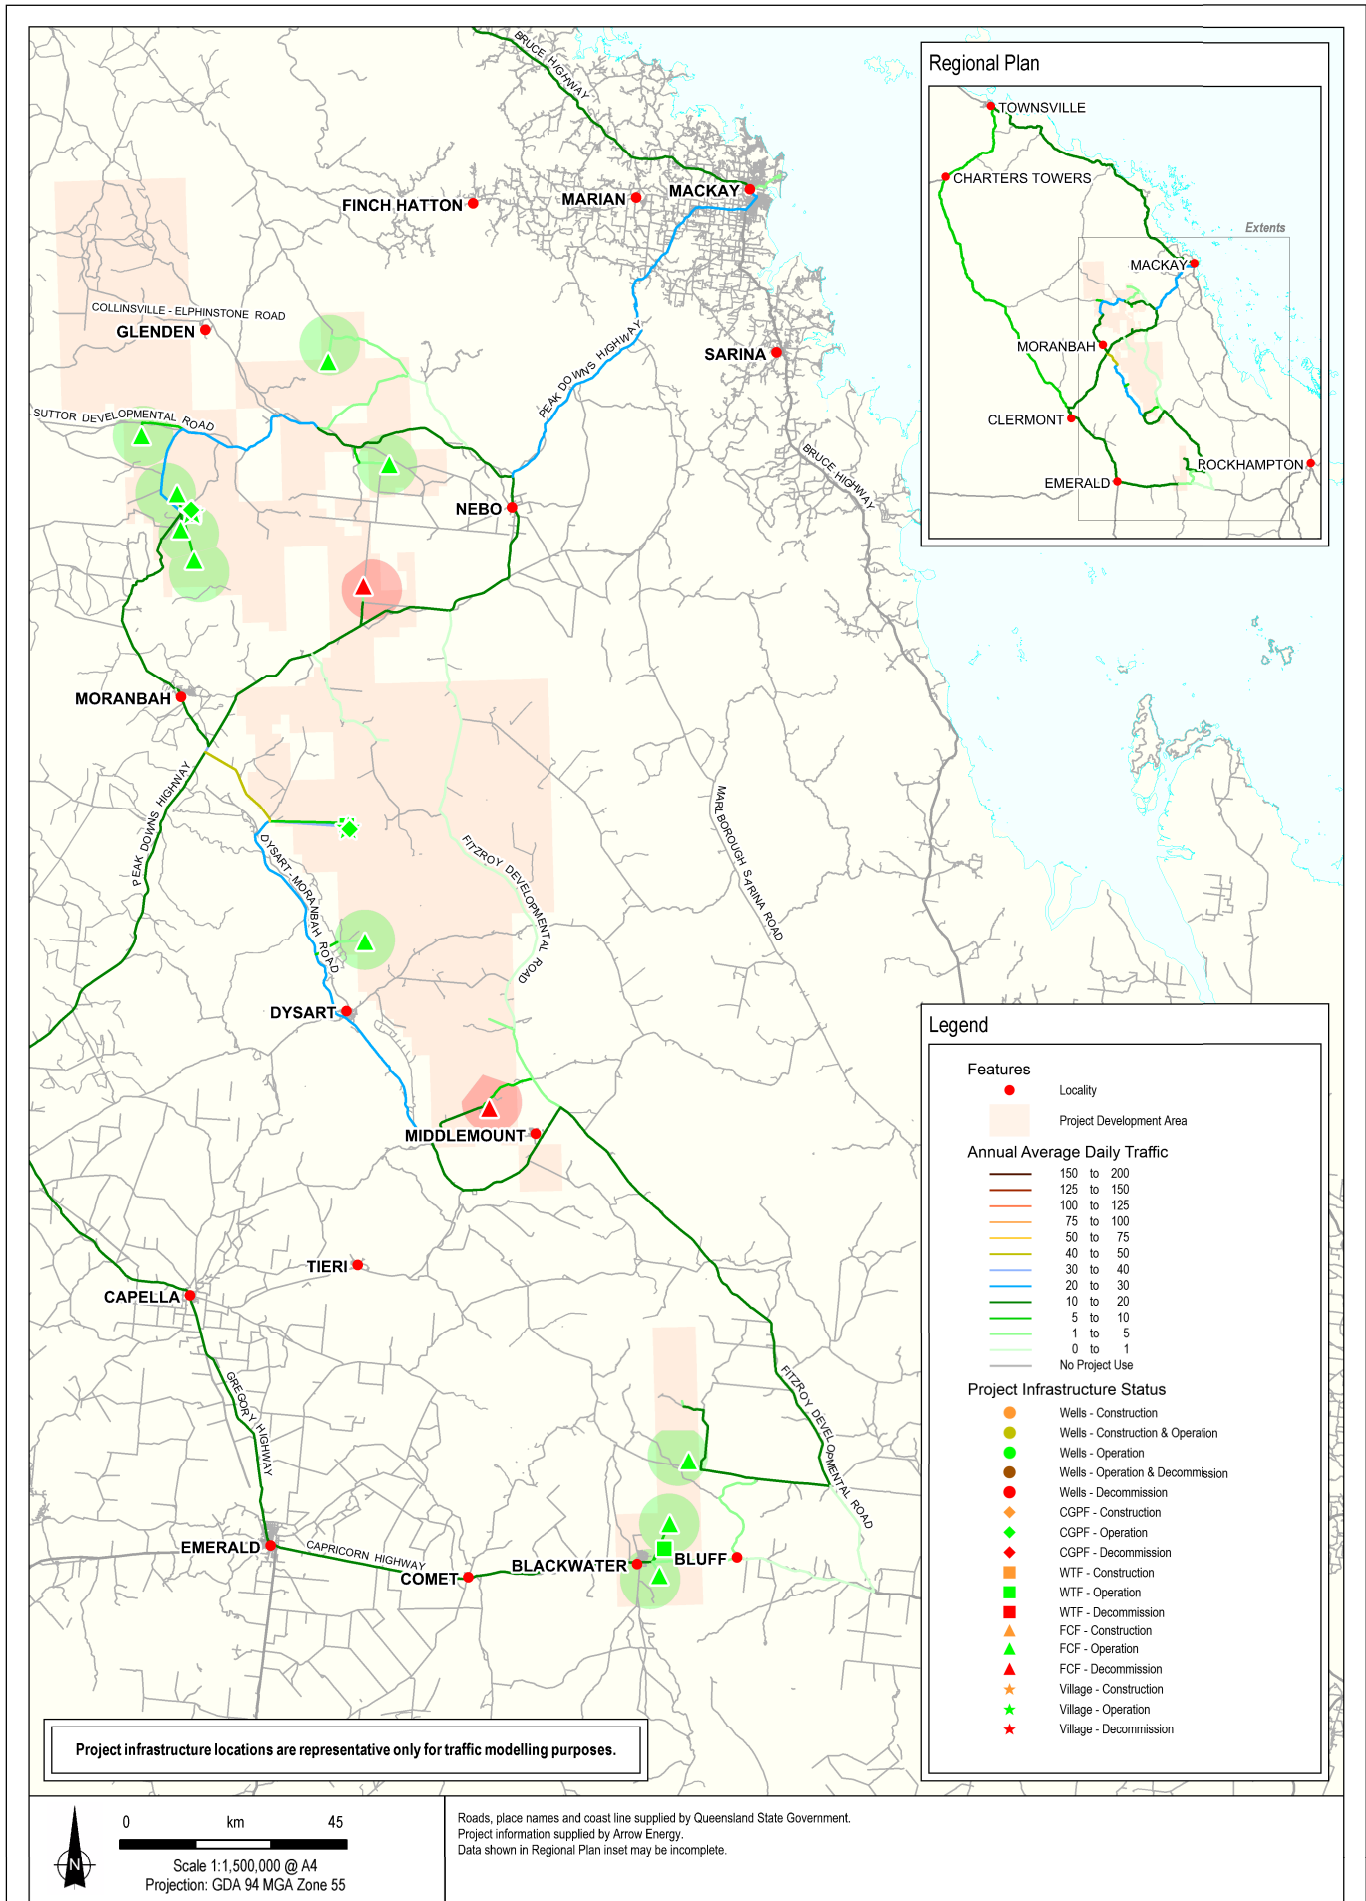 BRUCE HIGHWAY
FINCH HATTON
MARIAN
MACKAY
COLLINSVILLE - ELPHINSTONE ROAD
GLENDEN
SARINA
PEAK DOWNS HIGHWAY
SUTTOR DEVELOPMENTAL ROAD
BRUCE HIGHWAY
NEBO
MORANBAH
PEAK DOWNS HIGHWAY
DYSART - MORANBAH ROAD
FITZROY DEVELOPMENTAL ROAD
MARLBOROUGH SARINA ROAD
DYSART
MIDDLEMOUNT
TIERI
CAPELLA
GREGORY HIGHWAY
FITZROY DEVELOPMENTAL ROAD
EMERALD
CAPRICORN HIGHWAY
COMET
BLACKWATER
BLUFF
Regional Plan
TOWNSVILLE
CHARTERS TOWERS
Extents
MACKAY
MORANBAH
CLERMONT
ROCKHAMPTON
EMERALD
Legend
Features
Locality
Project Development Area
Annual Average Daily Traffic
150 to 200
125 to 150
100 to 125
75 to 100
50 to 75
40 to 50
30 to 40
20 to 30
10 to 20
5 to 10
1 to 5
0 to 1
No Project Use
Project Infrastructure Status
Wells - Construction
Wells - Construction & Operation
Wells - Operation
Wells - Operation & Decommission
Wells - Decommission
CGPF - Construction
CGPF - Operation
CGPF - Decommission
WTF - Construction
WTF - Operation
WTF - Decommission
FCF - Construction
FCF - Operation
FCF - Decommission
Village - Construction
Village - Operation
Village - Decommission
Project infrastructure locations are representative only for traffic modelling purposes.
N
0 km 45
Scale 1:1,500,000 @ A4
Projection: GDA 94 MGA Zone 55
Roads, place names and coast line supplied by Queensland State Government.
Project information supplied by Arrow Energy.
Data shown in Regional Plan inset may be incomplete.